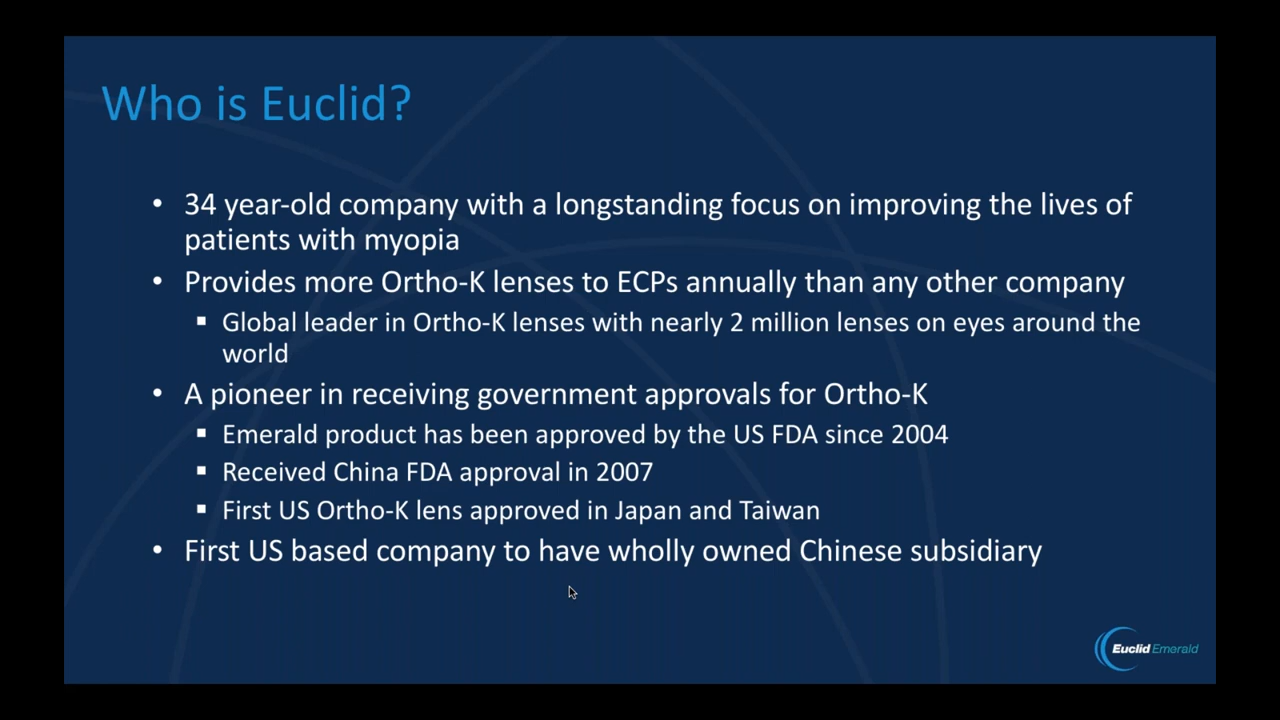 Who is Euclid?
• 34 year-old company with a longstanding focus on improving the lives of
patients with myopia
• Provides more Ortho-K lenses to ECPs annually than any other company
▪ Global leader in Ortho-K lenses with nearly 2 million lenses on eyes around the
world
• A pioneer in receiving government approvals for Ortho-K
▪ Emerald product has been approved by the US FDA since 2004
▪ Received China FDA approval in 2007
▪ First US Ortho-K lens approved in Japan and Taiwan
• First US based company to have wholly owned Chinese subsidiary
Euclid Emerald